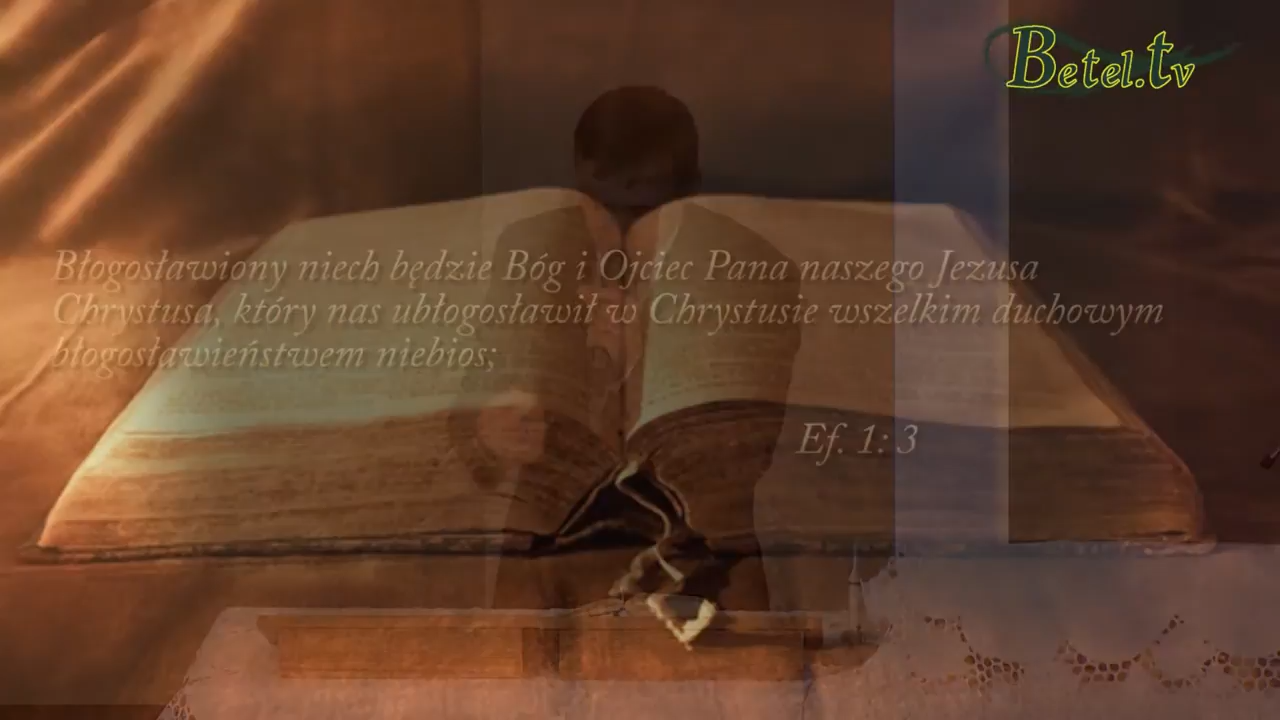 Betel.tv
Błogosławiony niech będzie Bóg i Ojciec Pana naszego Jezusa
Chrystusa, który nas ubłogosławił w Chrystusie wszelkim duchowym
błogosławieństwem niebios;
Ef. 1: 3